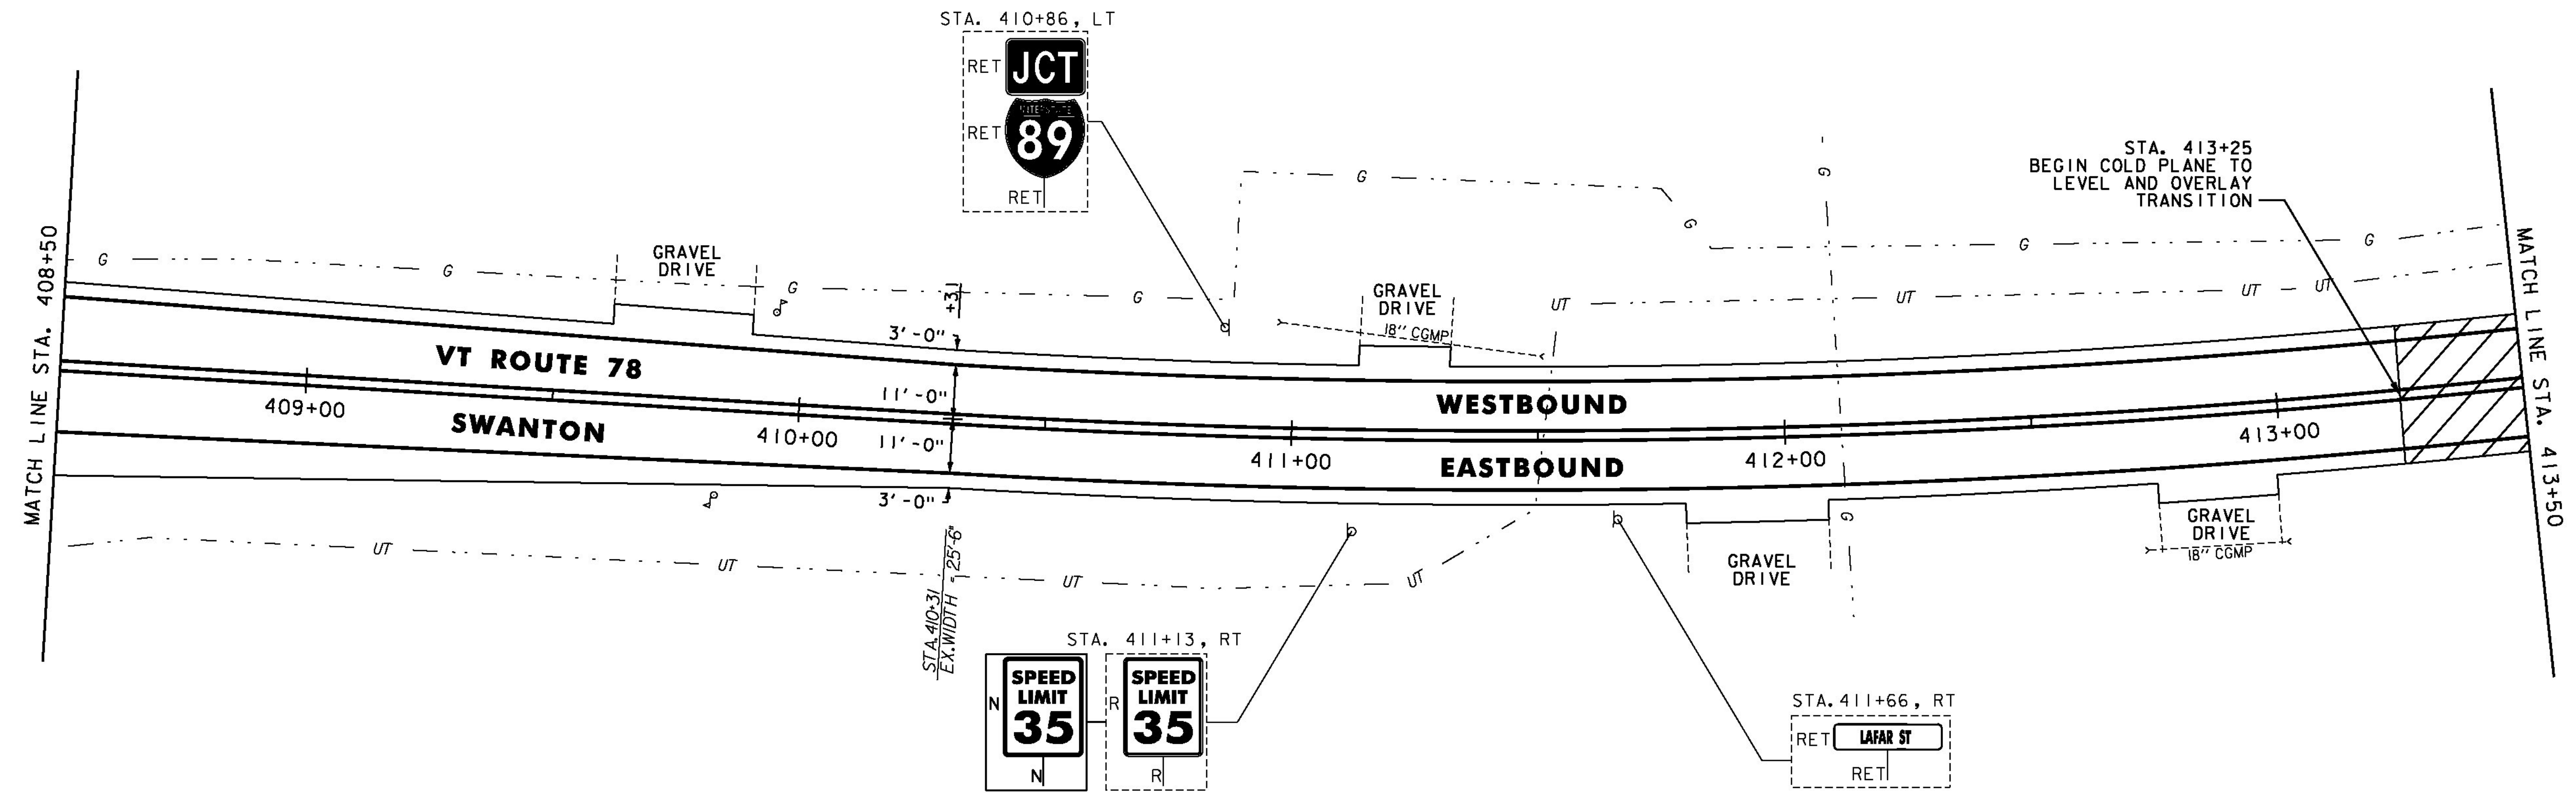 STA. 410+86, LT
RET
JCT
INTERSTATE
RET
89
RET
STA. 413+25
BEGIN COLD PLANE TO
LEVEL AND OVERLAY
TRANSITION
G
G
G
G
G
G
G
G
G
G
MATCH LINE STA. 408+50
MATCH LINE STA. 413+50
GRAVEL
DRIVE
+31
GRAVEL
DRIVE
18" CGMP
UT
UT
UT
UT
3'-0"
VT ROUTE 78
11'-0"
WESTBOUND
409+00
SWANTON
410+00
11'-0"
411+00
EASTBOUND
412+00
413+00
3'-0"
GRAVEL
DRIVE
18" CGMP
GRAVEL
DRIVE
UT
UT
UT
UT
STA. 410+31
EX. WIDTH = 25'-6"
STA. 411+13, RT
N
SPEED
LIMIT
35
N
R
SPEED
LIMIT
35
R
STA. 411+66, RT
RET
LAFAR ST
RET